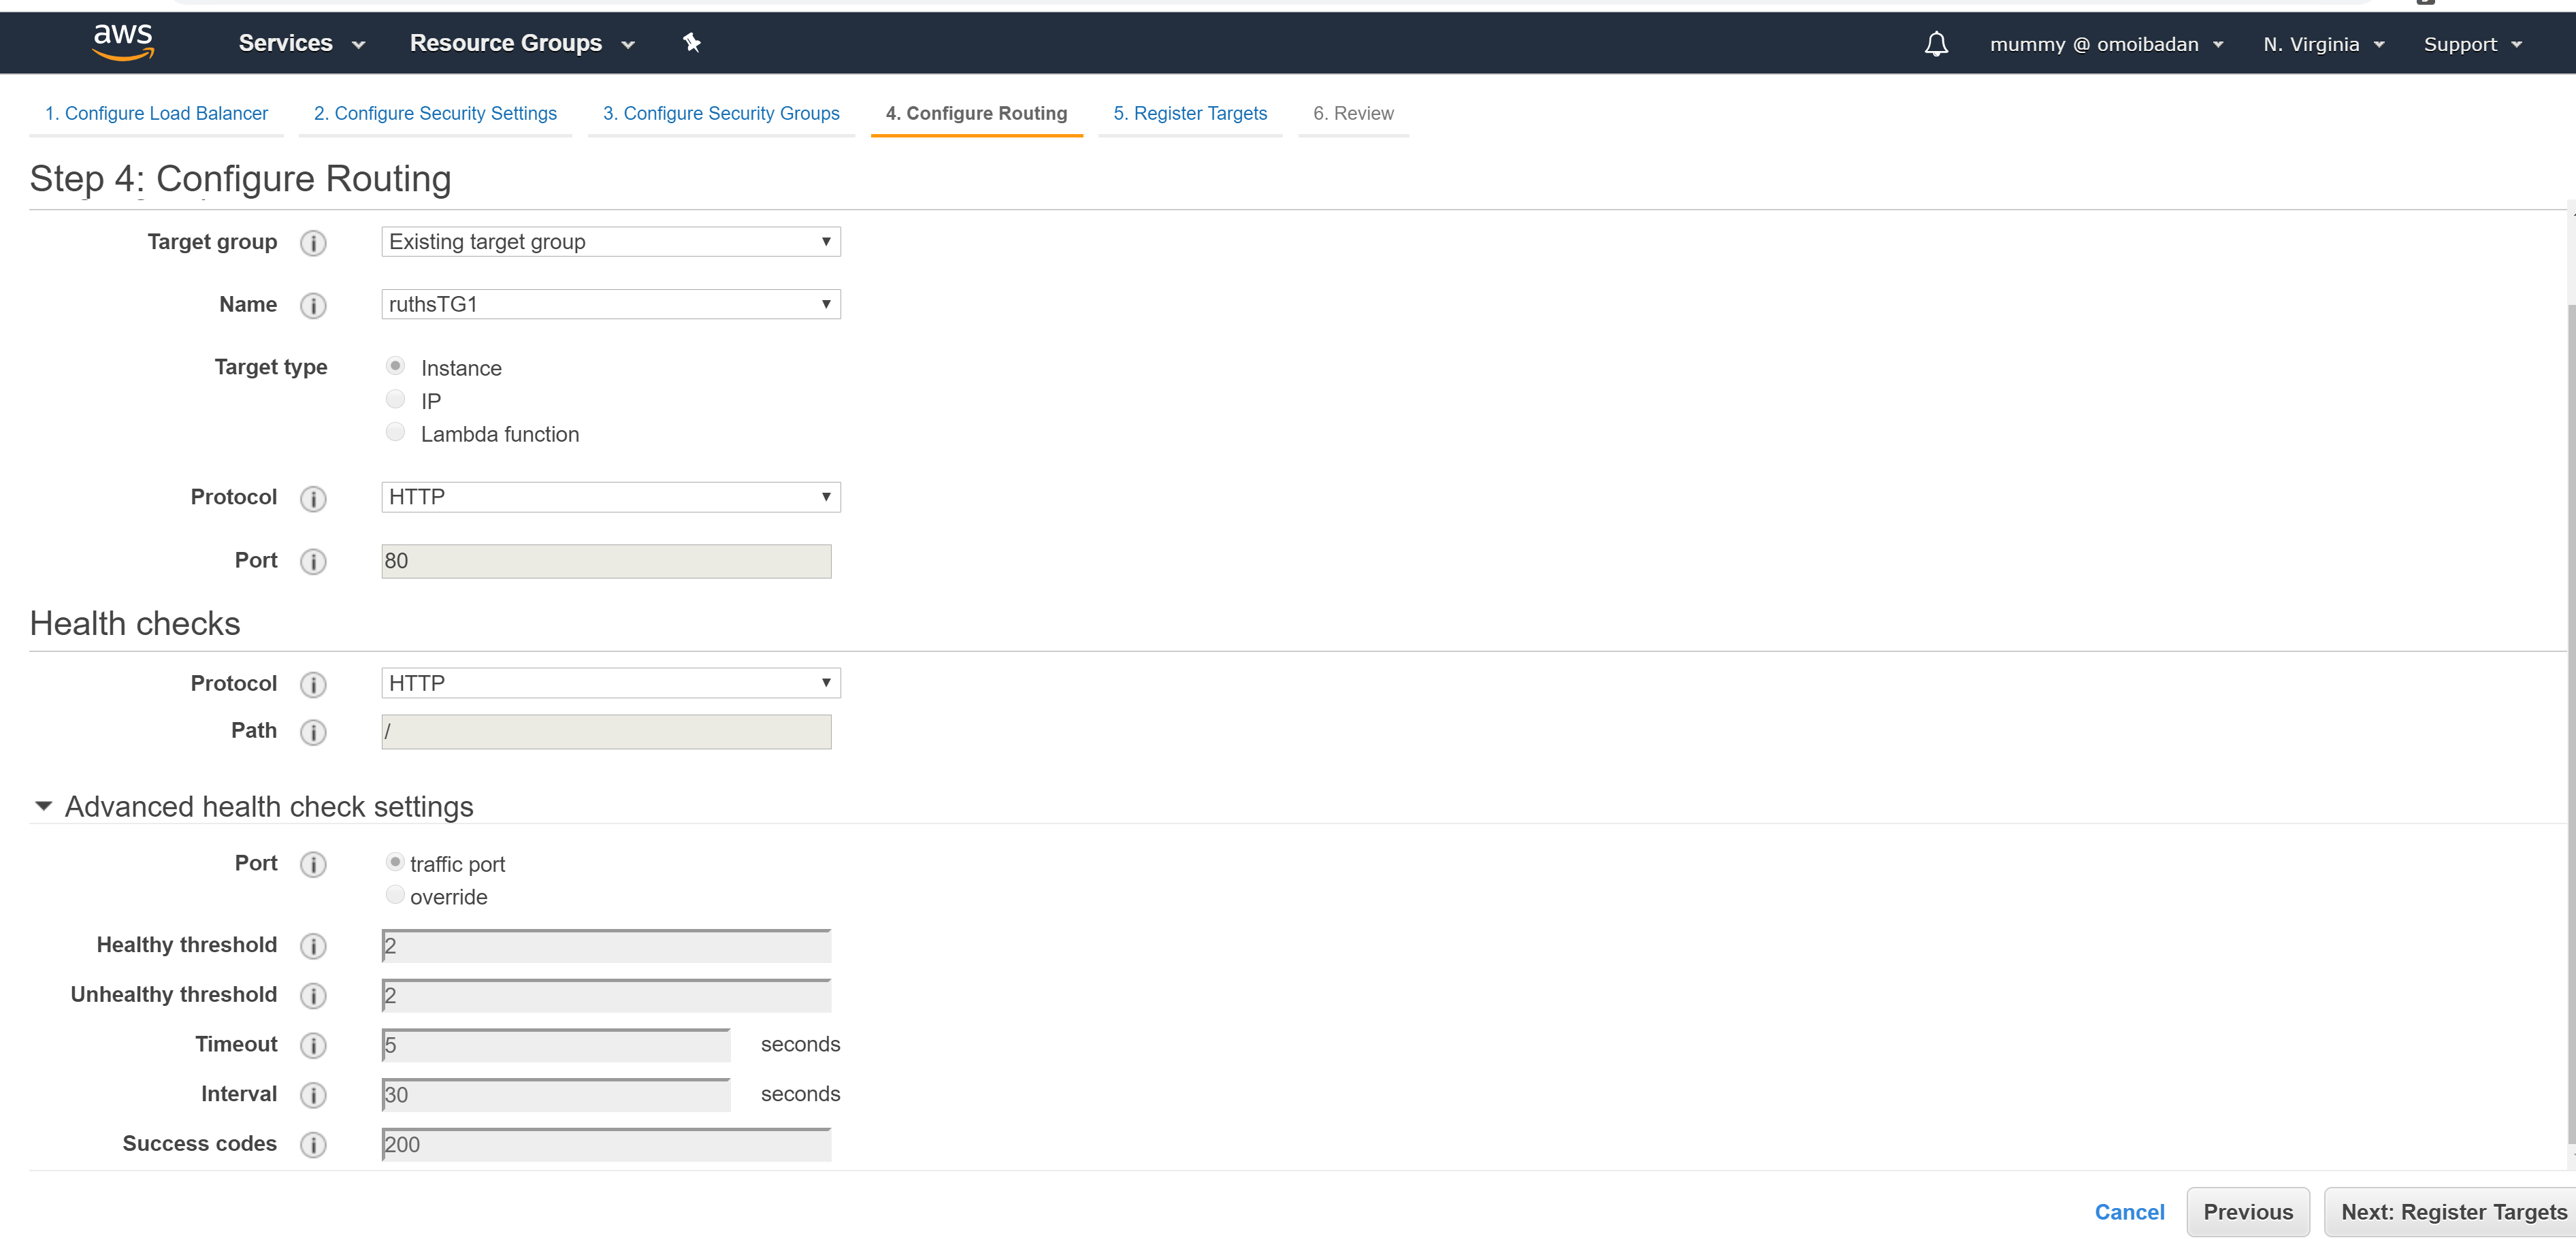 aws Services Resource Groups mummy @ omoibadan N. Virginia Support
1. Configure Load Balancer 2. Configure Security Settings 3. Configure Security Groups 4. Configure Routing 5. Register Targets 6. Review
Step 4: Configure Routing
Target group i Existing target group
Name i ruthsTG1
Target type Instance
IP
Lambda function
Protocol i HTTP
Port i 80
Health checks
Protocol i HTTP
Path i /
Advanced health check settings
Port i traffic port
override
Healthy threshold i 2
Unhealthy threshold i 2
Timeout i 5 seconds
Interval i 30 seconds
Success codes i 200
Cancel Previous Next: Register Targets